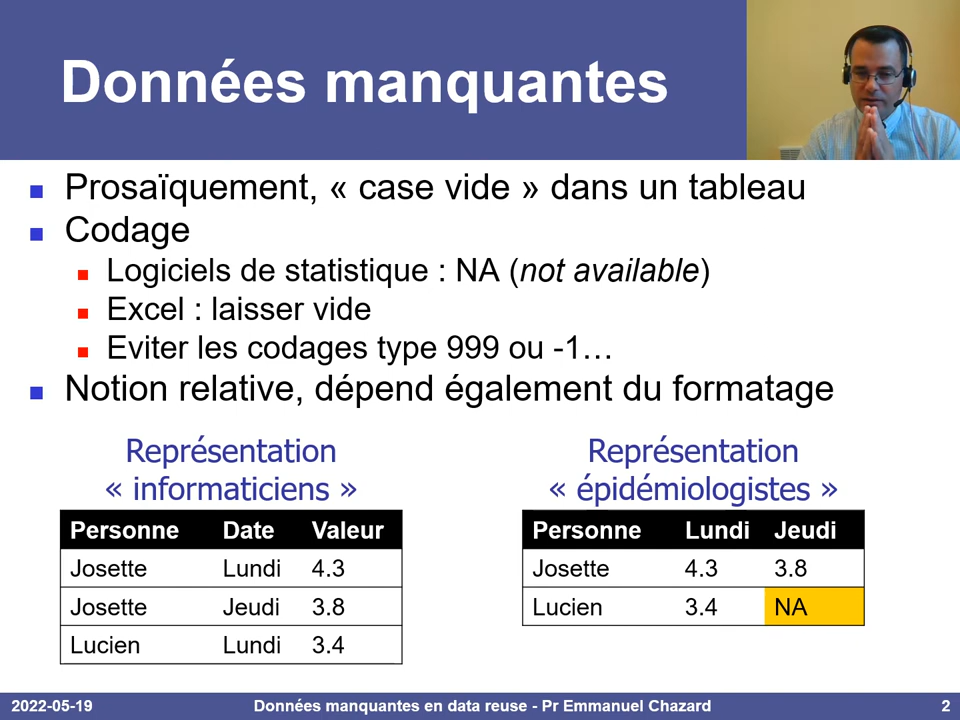 Données manquantes
Prosaïquement, « case vide » dans un tableau
Codage
Logiciels de statistique : NA (not available)
Excel : laisser vide
Eviter les codages type 999 ou -1…
Notion relative, dépend également du formatage
Représentation
« informaticiens »
Personne Date Valeur
Josette Lundi 4.3
Josette Jeudi 3.8
Lucien Lundi 3.4
Représentation
« épidémiologistes »
Personne Lundi Jeudi
Josette 4.3 3.8
Lucien 3.4 NA
2022-05-19 Données manquantes en data reuse - Pr Emmanuel Chazard 2